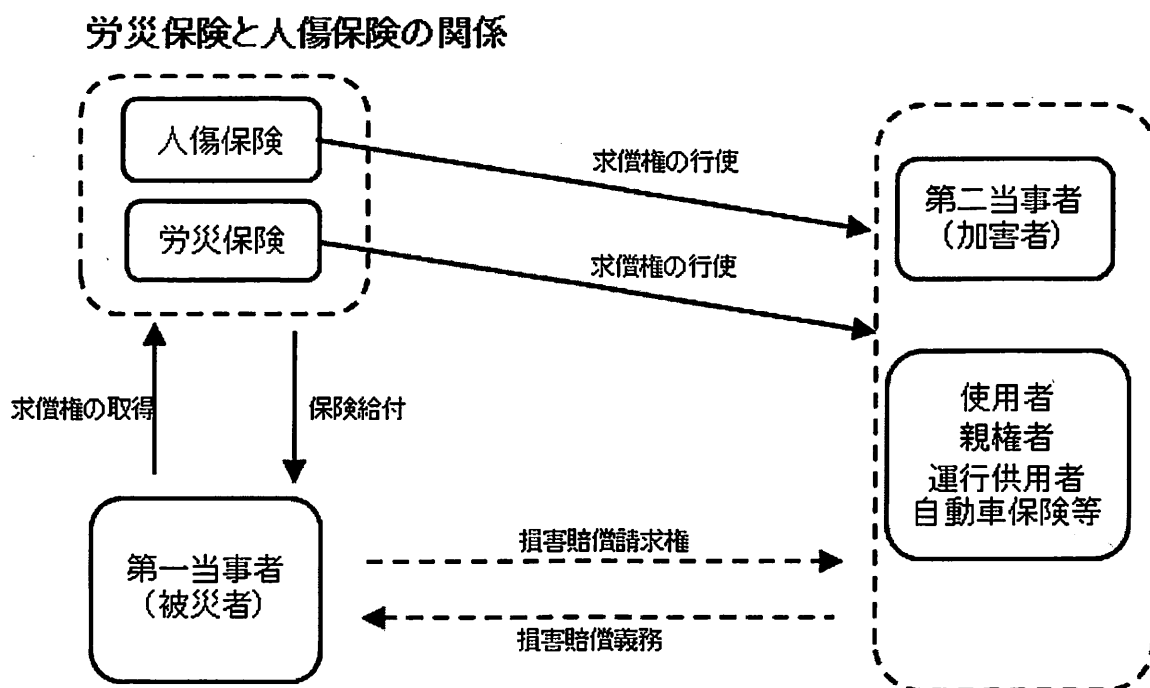 労災保険と人傷保険の関係
人傷保険
労災保険
求償権の行使
求償権の行使
第二当事者
(加害者)
使用者
親権者
運行供用者
自動車保険等
求償権の取得
保険給付
第一当事者
(被災者)
損害賠償請求権
損害賠償義務